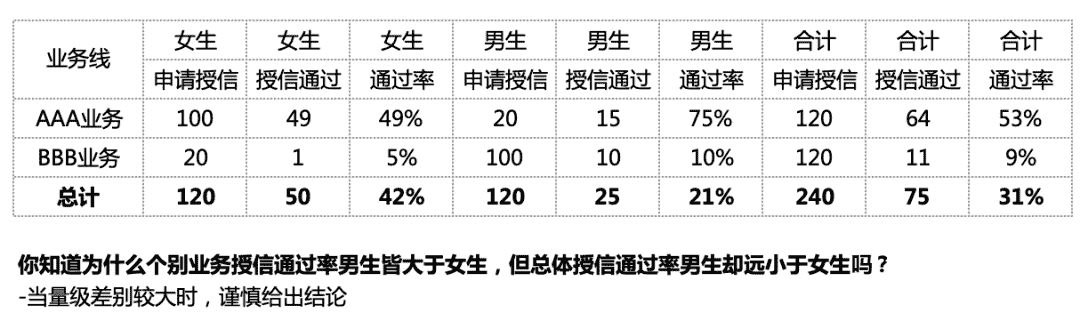 业务线 女生 女生 女生 男生 男生 男生 合计 合计 合计
申请授信 授信通过 通过率 申请授信 授信通过 通过率 申请授信 授信通过 通过率
AAA业务 100 49 49% 20 15 75% 120 64 53%
BBB业务 20 1 5% 100 10 10% 120 11 9%
总计 120 50 42% 120 25 21% 240 75 31%
你知道为什么个别业务授信通过率男生皆大于女生，但总体授信通过率男生却远小于女生吗？
-当量级差别较大时，谨慎给出结论